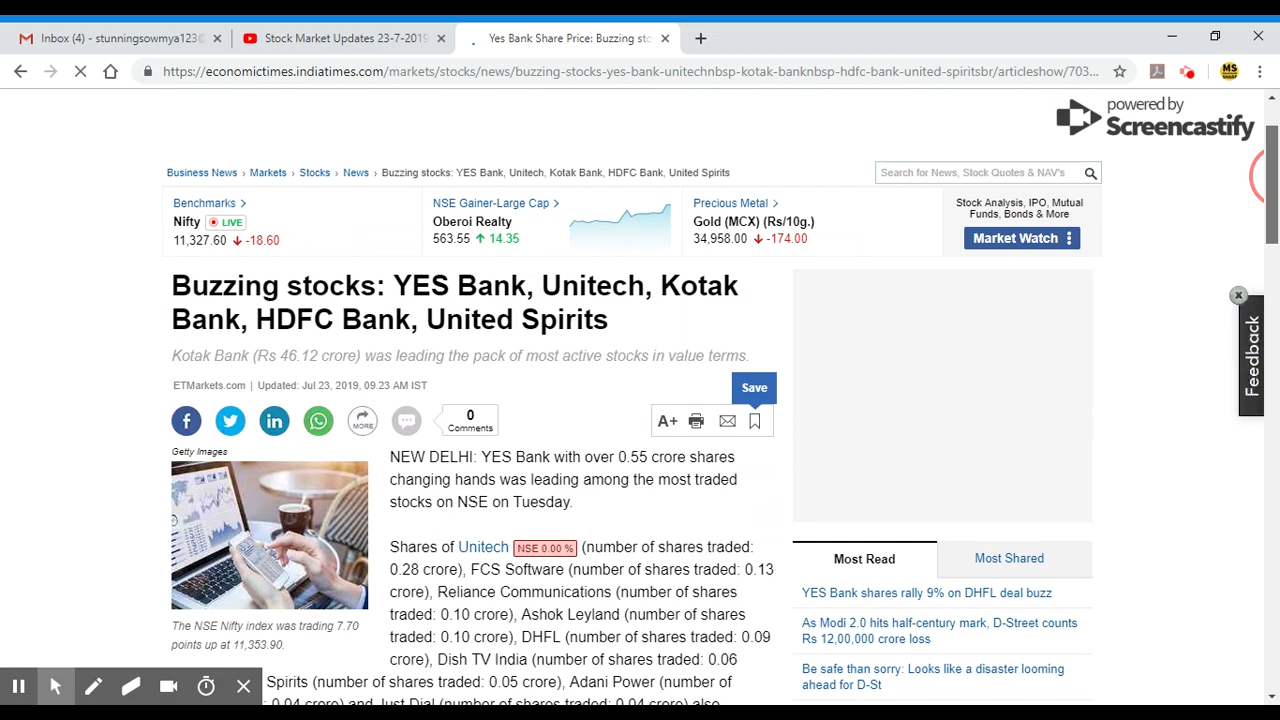 Inbox (4) - stunningsowmya123@
Stock Market Updates 23-7-2019
Yes Bank Share Price: Buzzing sto
https://economictimes.indiatimes.com/markets/stocks/news/buzzing-stocks-yes-bank-unitechnbsp-kotak-banknbsp-hdfc-bank-united-spiritsbr/articleshow/703...
MS
powered by
Screencastify
Business News › Markets › Stocks › News › Buzzing stocks: YES Bank, Unitech, Kotak Bank, HDFC Bank, United Spirits
Search for News, Stock Quotes & NAV's
Benchmarks >
Nifty LIVE
11,327.60 -18.60
NSE Gainer-Large Cap >
Oberoi Realty
563.55 14.35
Precious Metal >
Gold (MCX) (Rs/10g.)
34,958.00 -174.00
Stock Analysis, IPO, Mutual
Funds, Bonds & More
Market Watch
Buzzing stocks: YES Bank, Unitech, Kotak
Bank, HDFC Bank, United Spirits
Kotak Bank (Rs 46.12 crore) was leading the pack of most active stocks in value terms.
ETMarkets.com | Updated: Jul 23, 2019, 09.23 AM IST
Save
MORE
0
Comments
A+
Getty Images
The NSE Nifty index was trading 7.70
points up at 11,353.90.
NEW DELHI: YES Bank with over 0.55 crore shares
changing hands was leading among the most traded
stocks on NSE on Tuesday.
Shares of Unitech NSE 0.00 % (number of shares traded:
0.28 crore), FCS Software (number of shares traded: 0.13
crore), Reliance Communications (number of shares
traded: 0.10 crore), Ashok Leyland (number of shares
traded: 0.10 crore), DHFL (number of shares traded: 0.09
crore), Dish TV India (number of shares traded: 0.06
Spirits (number of shares traded: 0.05 crore), Adani Power (number of
0.04 crore) and Just Dial (number of shares traded: 0.04 crore) also
Most Read
Most Shared
YES Bank shares rally 9% on DHFL deal buzz
As Modi 2.0 hits half-century mark, D-Street counts
Rs 12,00,000 crore loss
Be safe than sorry: Looks like a disaster looming
ahead for D-St
Feedback